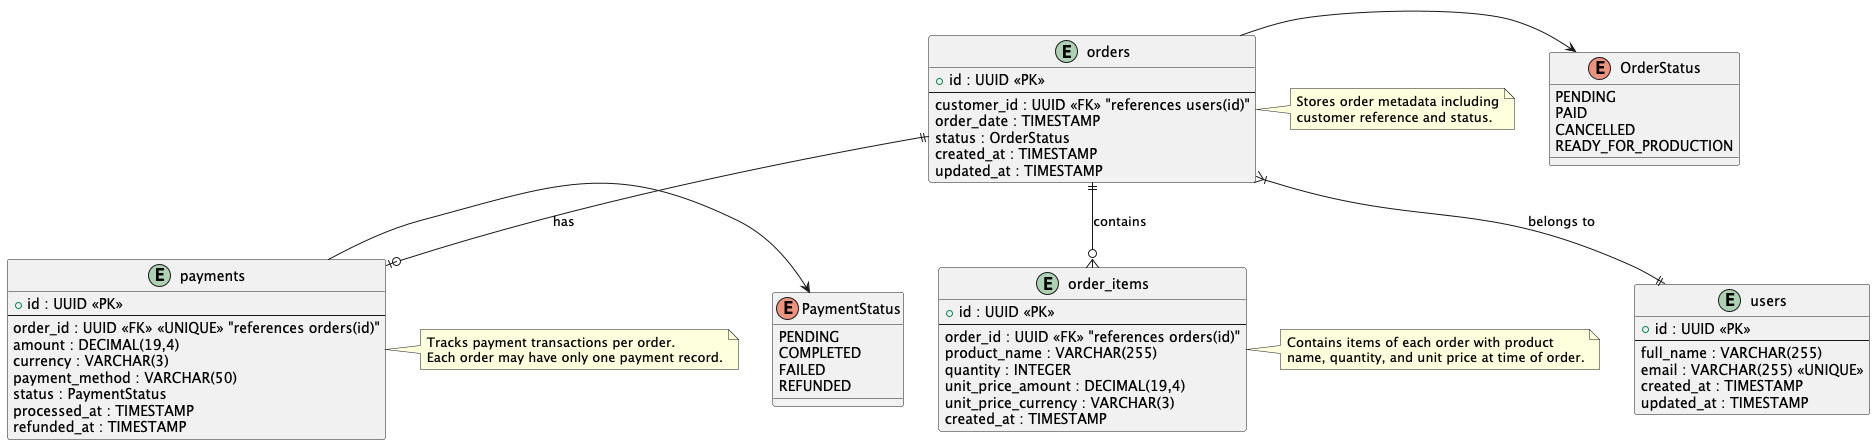 E orders
id : UUID «PK»
customer_id : UUID «FK» "references users(id)"
order_date : TIMESTAMP
status : OrderStatus
created_at : TIMESTAMP
updated_at : TIMESTAMP
Stores order metadata including
customer reference and status.
E OrderStatus
PENDING
PAID
CANCELLED
READY_FOR_PRODUCTION
has
contains
belongs to
E payments
id : UUID «PK»
order_id : UUID «FK» «UNIQUE» "references orders(id)"
amount : DECIMAL(19,4)
currency : VARCHAR(3)
payment_method : VARCHAR(50)
status : PaymentStatus
processed_at : TIMESTAMP
refunded_at : TIMESTAMP
Tracks payment transactions per order.
Each order may have only one payment record.
E PaymentStatus
PENDING
COMPLETED
FAILED
REFUNDED
E order_items
id : UUID «PK»
order_id : UUID «FK» "references orders(id)"
product_name : VARCHAR(255)
quantity : INTEGER
unit_price_amount : DECIMAL(19,4)
unit_price_currency : VARCHAR(3)
created_at : TIMESTAMP
Contains items of each order with product
name, quantity, and unit price at time of order.
E users
id : UUID «PK»
full_name : VARCHAR(255)
email : VARCHAR(255) «UNIQUE»
created_at : TIMESTAMP
updated_at : TIMESTAMP